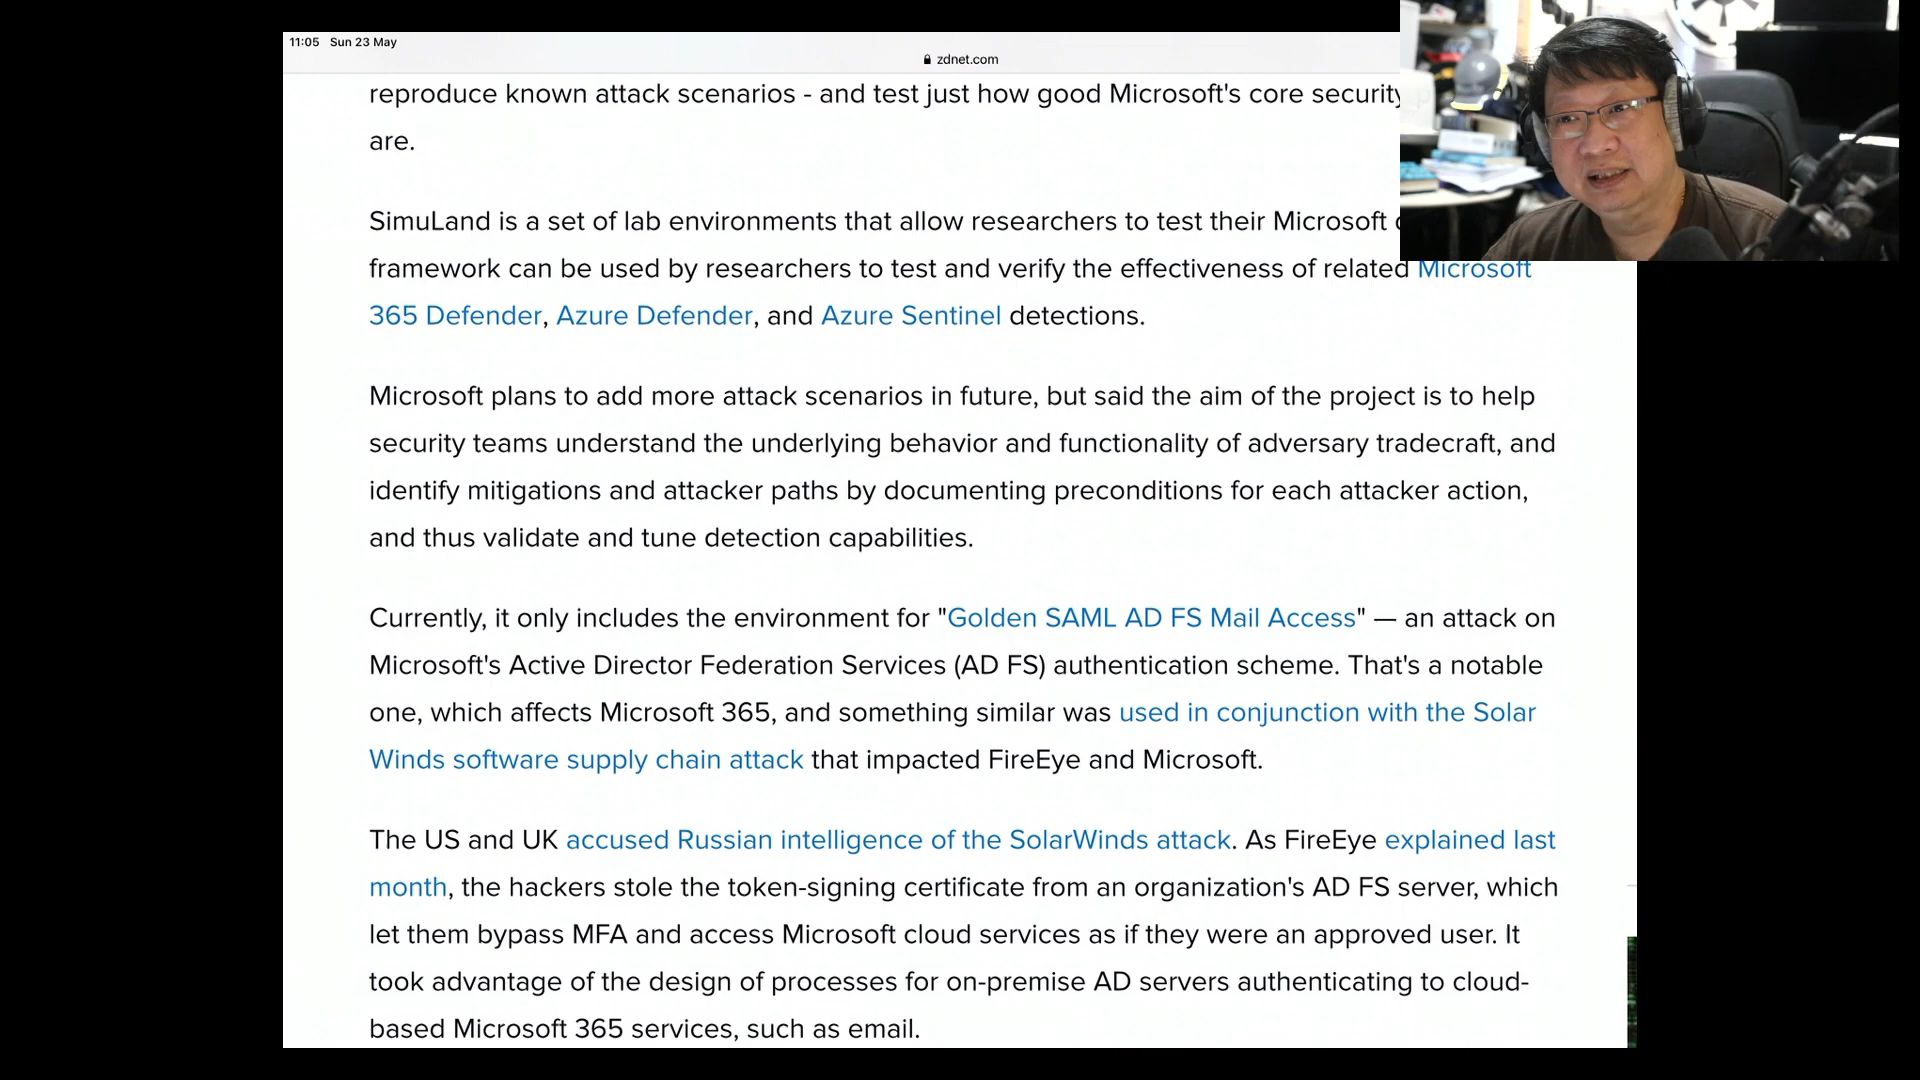 11:05 Sun 23 May
zdnet.com
reproduce known attack scenarios - and test just how good Microsoft's core security
are.
SimuLand is a set of lab environments that allow researchers to test their Microsoft
framework can be used by researchers to test and verify the effectiveness of related Microsoft
365 Defender, Azure Defender, and Azure Sentinel detections.
Microsoft plans to add more attack scenarios in future, but said the aim of the project is to help
security teams understand the underlying behavior and functionality of adversary tradecraft, and
identify mitigations and attacker paths by documenting preconditions for each attacker action,
and thus validate and tune detection capabilities.
Currently, it only includes the environment for "Golden SAML AD FS Mail Access" — an attack on
Microsoft's Active Director Federation Services (AD FS) authentication scheme. That's a notable
one, which affects Microsoft 365, and something similar was used in conjunction with the Solar
Winds software supply chain attack that impacted FireEye and Microsoft.
The US and UK accused Russian intelligence of the SolarWinds attack. As FireEye explained last
month, the hackers stole the token-signing certificate from an organization's AD FS server, which
let them bypass MFA and access Microsoft cloud services as if they were an approved user. It
took advantage of the design of processes for on-premise AD servers authenticating to cloud-
based Microsoft 365 services, such as email.